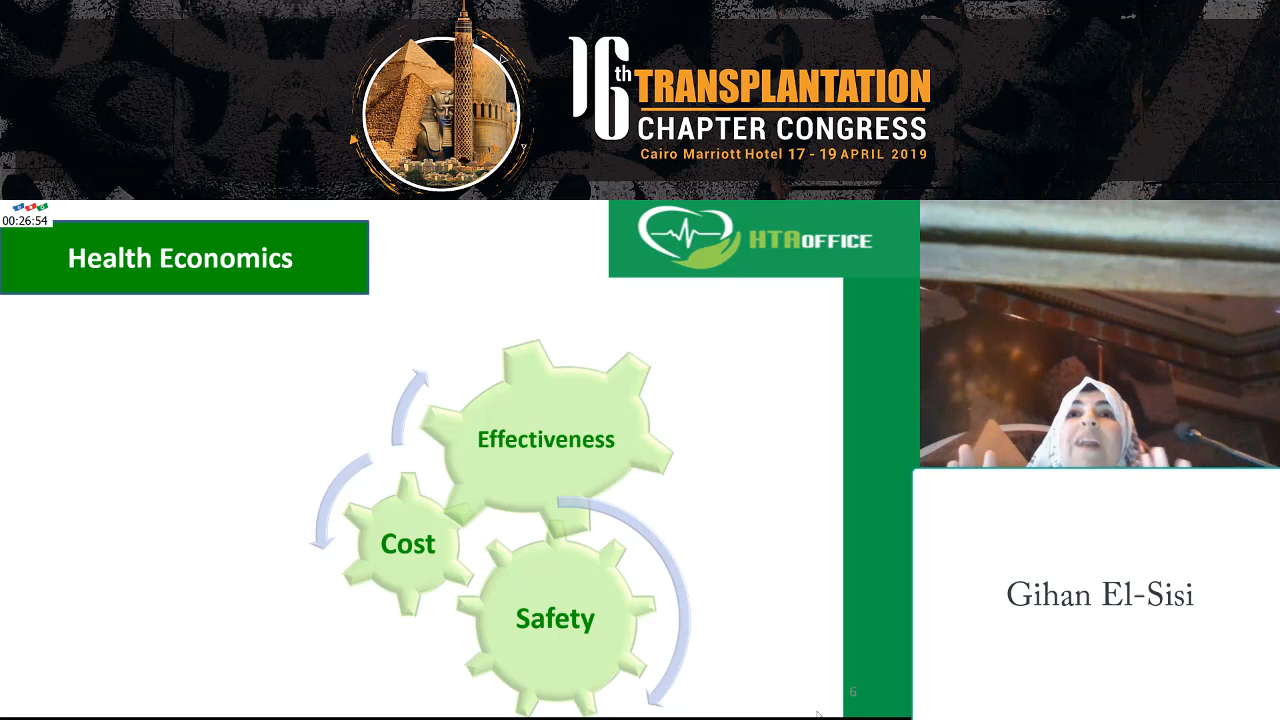 16th TRANSPLANTATION
CHAPTER CONGRESS
Cairo Marriott Hotel 17 - 19 APRIL 2019
00:26:54
Health Economics
HTAOFFICE
Effectiveness
Cost
Safety
6
Gihan El-Sisi